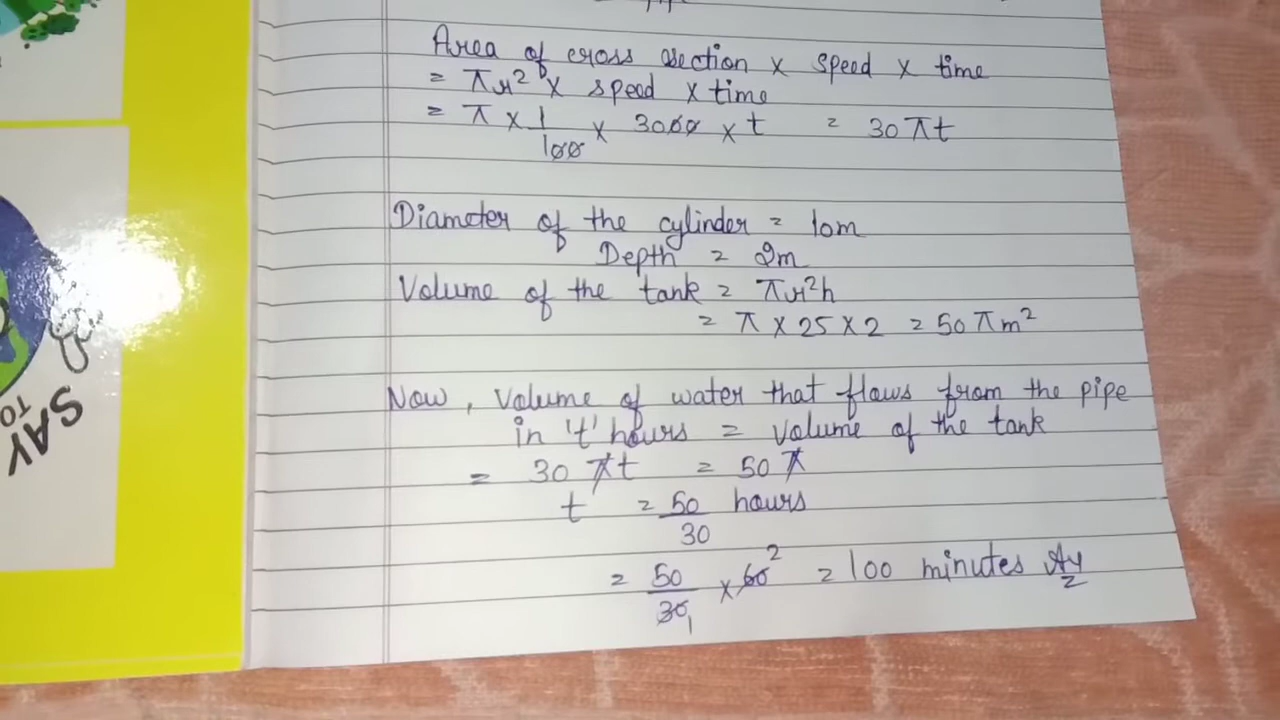 Area of cross section × speed × time
= πr² × speed × time
= π × 1/100 × 3000 × t = 30πt
Diameter of the cylinder = 10m
Depth = 2m
Volume of the tank = πr²h
= π × 25 × 2 = 50πm²
Now, Volume of water that flows from the pipe
in 't' hours = volume of the tank
= 30πt = 50π
t = 50/30 hours
= 50/30 × 60 = 100 minutes
SAY
TO